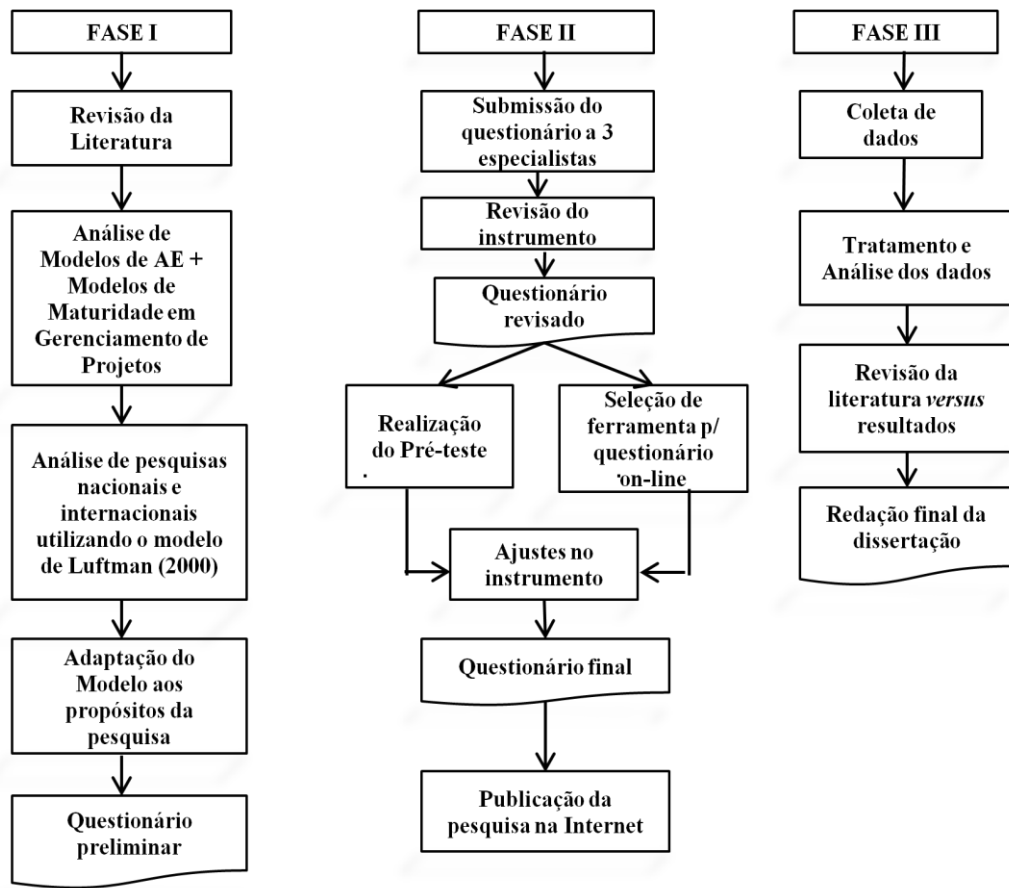 FASE I
Revisão da
Literatura
Análise de
Modelos de AE +
Modelos de
Maturidade em
Gerenciamento de
Projetos
Análise de pesquisas
nacionais e
internacionais
utilizando o modelo
de Luftman (2000)
Adaptação do
Modelo aos
propósitos da
pesquisa
Questionário
preliminar
FASE II
Submissão do
questionário a 3
especialistas
Revisão do
instrumento
Questionário
revisado
Realização
do Pré-teste
.
Seleção de
ferramenta p/
questionário
on-line
Ajustes no
instrumento
Questionário final
Publicação da
pesquisa na Internet
FASE III
Coleta de
dados
Tratamento e
Análise dos dados
Revisão da
literatura versus
resultados
Redação final da
dissertação